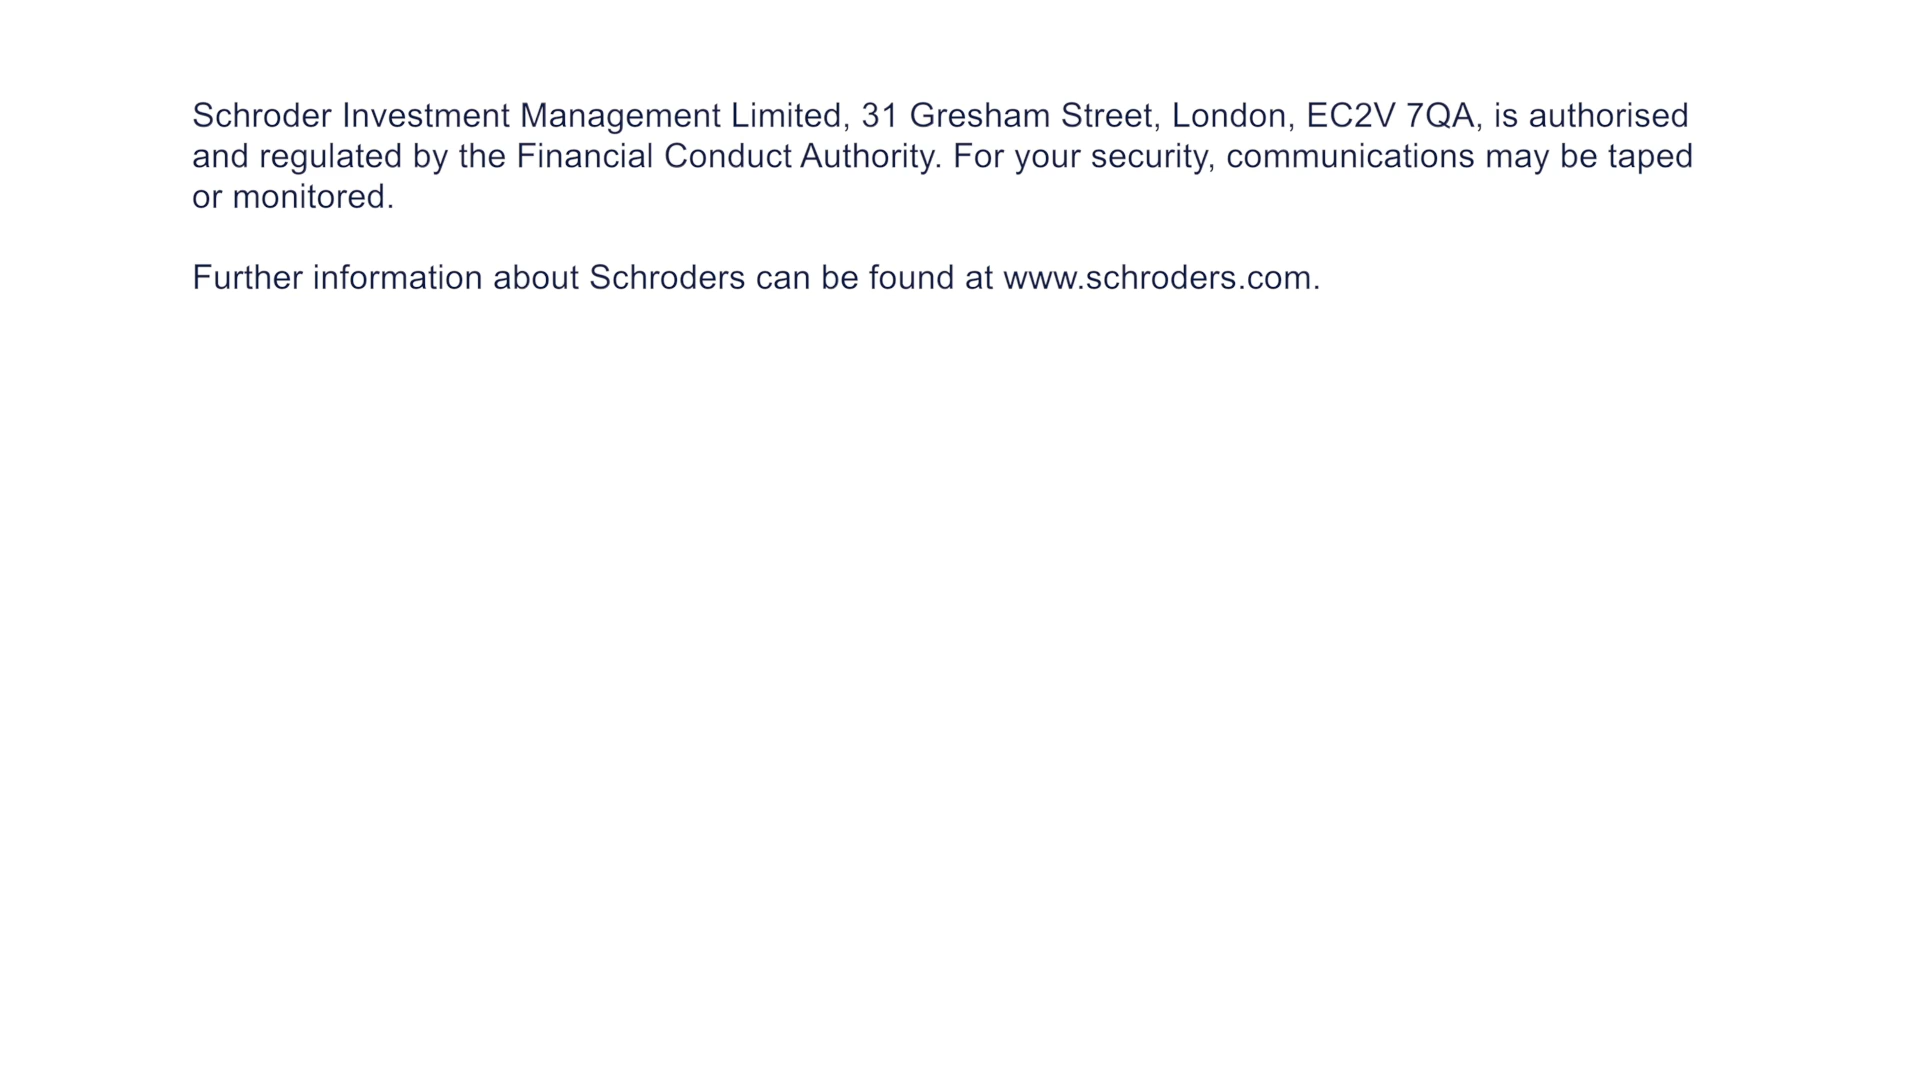 Schroder Investment Management Limited, 31 Gresham Street, London, EC2V 7QA, is authorised
and regulated by the Financial Conduct Authority. For your security, communications may be taped
or monitored.
Further information about Schroders can be found at www.schroders.com.